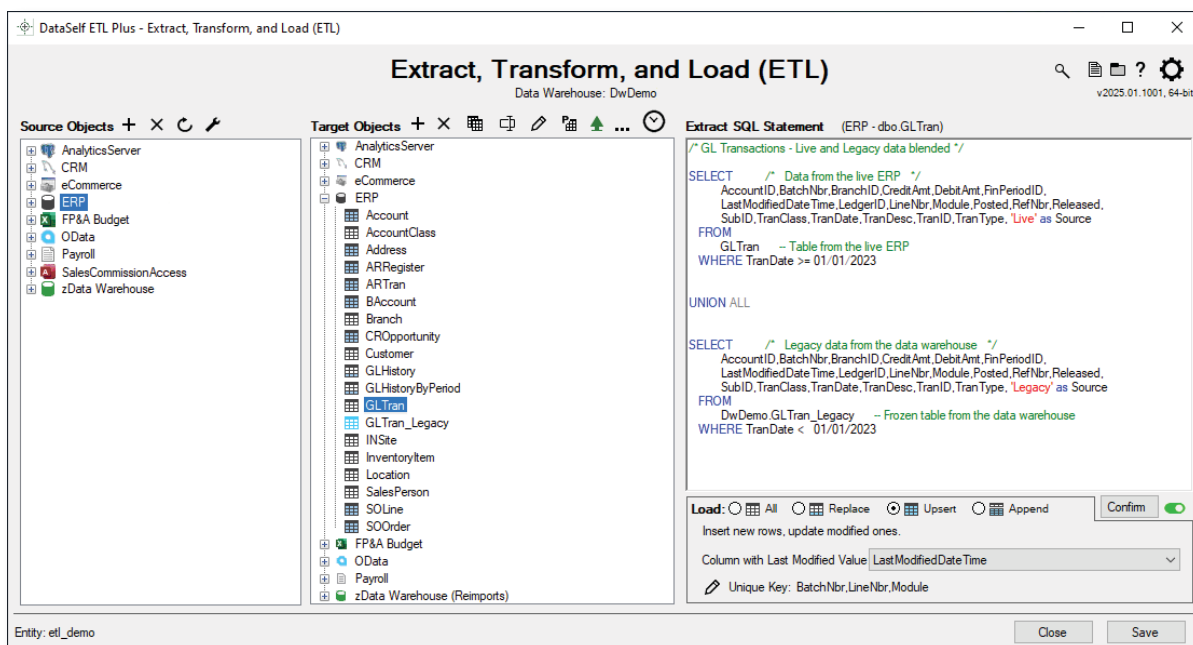 DataSelf ETL Plus - Extract, Transform, and Load (ETL)
Extract, Transform, and Load (ETL)
Data Warehouse: DwDemo
?
v2025.01.1001, 64-bit
Source Objects
AnalyticsServer
CRM
eCommerce
ERP
FP&A Budget
OData
Payroll
SalesCommissionAccess
zData Warehouse
Target Objects
AnalyticsServer
CRM
eCommerce
ERP
Account
AccountClass
Address
ARRegister
ARTran
BAccount
Branch
CROpportunity
Customer
GLHistory
GLHistoryByPeriod
GLTran
GLTran_Legacy
INSite
InventoryItem
Location
SalesPerson
SOLine
SOOrder
FP&A Budget
OData
Payroll
zData Warehouse (Reimports)
Extract SQL Statement (ERP - dbo.GLTran)
/* GL Transactions - Live and Legacy data blended */
SELECT /* Data from the live ERP */
AccountID,BatchNbr,BranchID,CreditAmt,DebitAmt,FinPeriodID,
LastModifiedDateTime,LedgerID,LineNbr,Module,Posted,RefNbr,Released,
SubID,TranClass,TranDate,TranDesc,TranID,TranType, 'Live' as Source
FROM
GLTran -- Table from the live ERP
WHERE TranDate >= 01/01/2023
UNION ALL
SELECT /* Legacy data from the data warehouse */
AccountID,BatchNbr,BranchID,CreditAmt,DebitAmt,FinPeriodID,
LastModifiedDateTime,LedgerID,LineNbr,Module,Posted,RefNbr,Released,
SubID,TranClass,TranDate,TranDesc,TranID,TranType, 'Legacy' as Source
FROM
DwDemo.GLTran_Legacy -- Frozen table from the data warehouse
WHERE TranDate < 01/01/2023
Load: All Replace Upsert Append Confirm
Insert new rows, update modified ones.
Column with Last Modified Value LastModifiedDateTime
Unique Key: BatchNbr,LineNbr,Module
Entity: etl_demo
Close Save